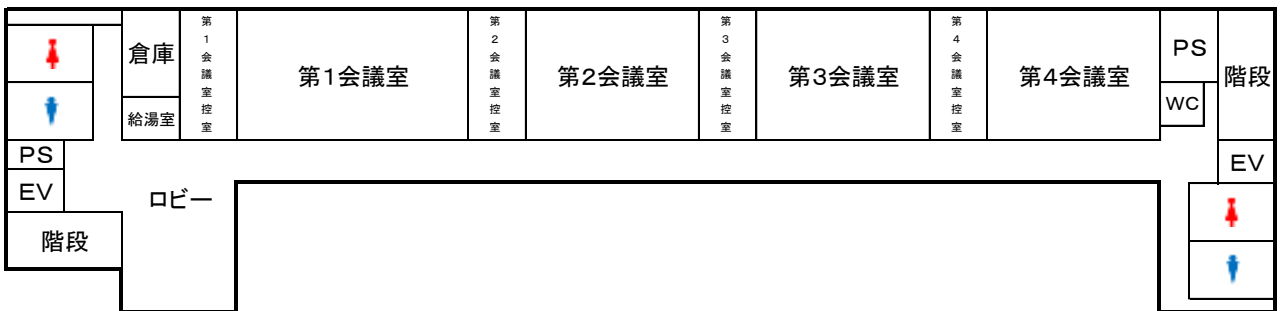 倉庫
給湯室
第1会議室控室
第1会議室
第2会議室控室
第2会議室
第3会議室控室
第3会議室
第4会議室控室
第4会議室
PS
WC
階段
PS
EV
階段
ロビー
EV